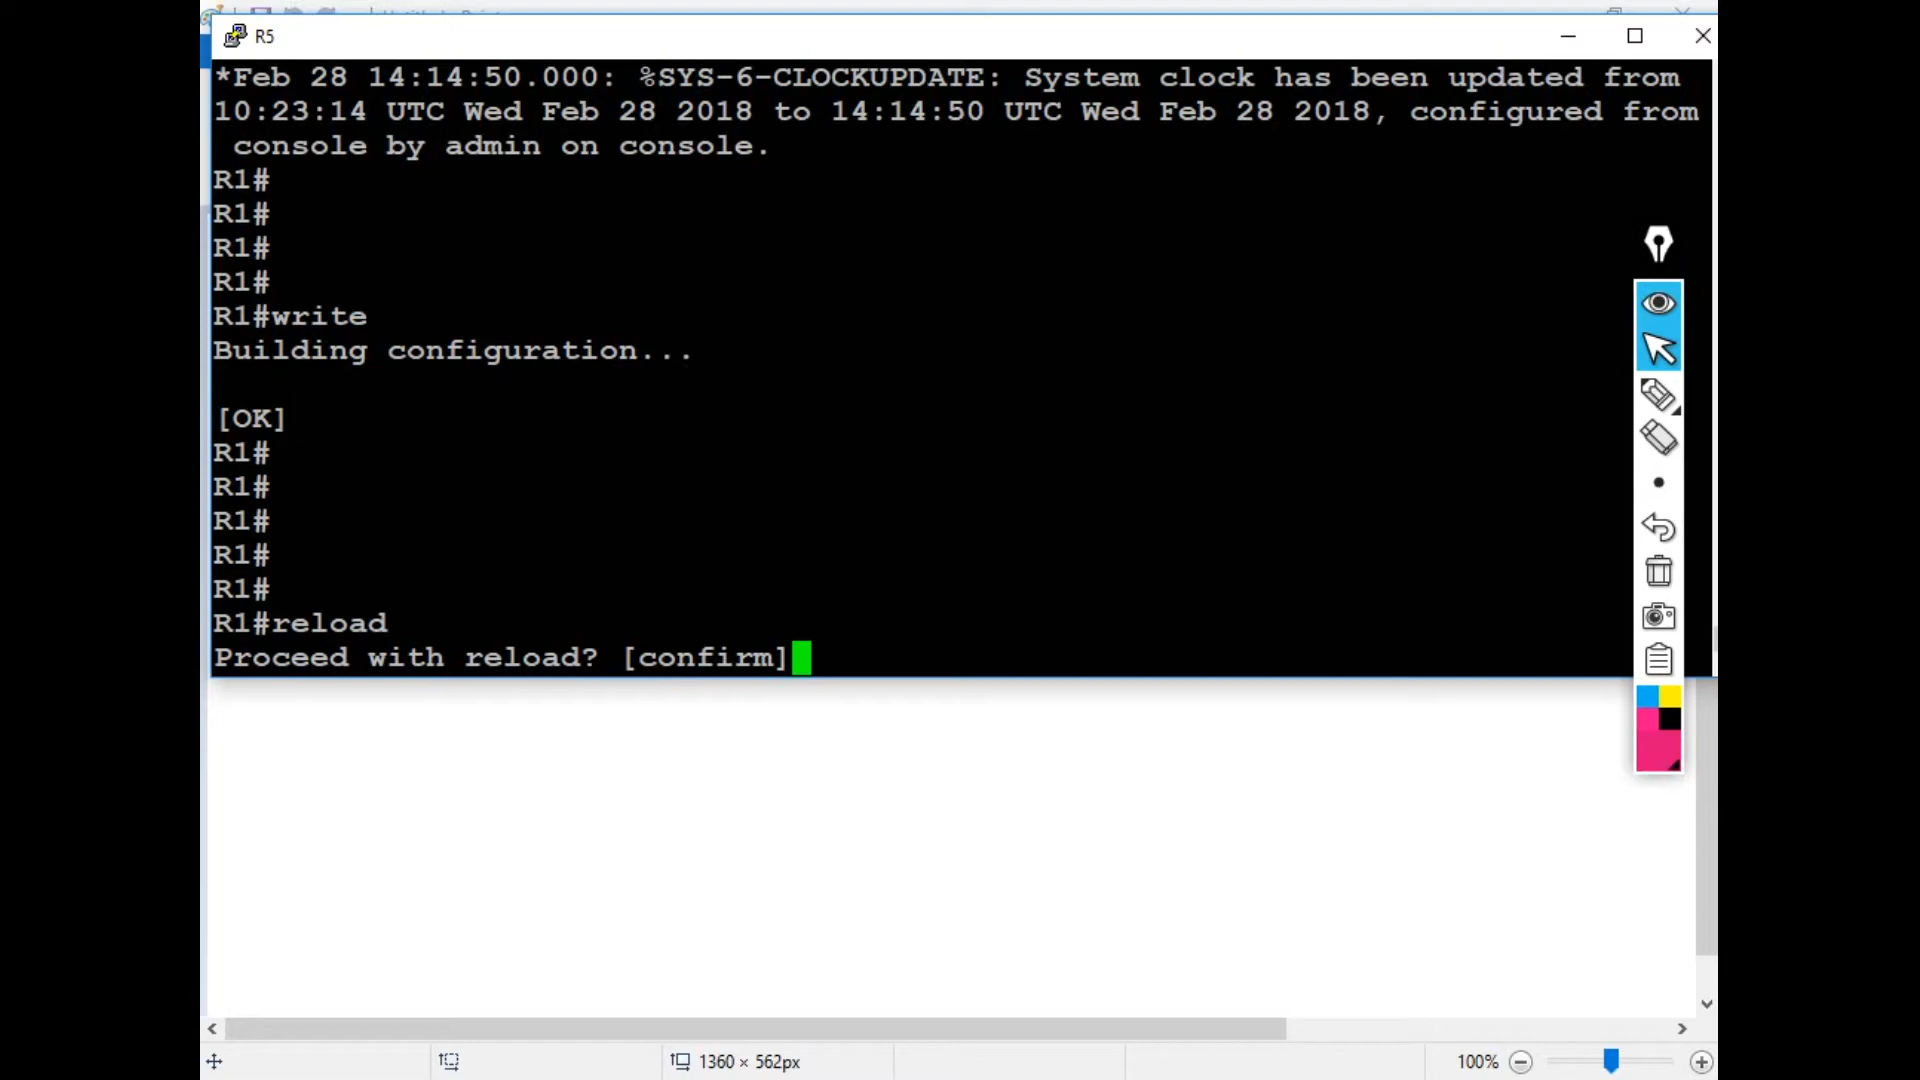 R5
*Feb 28 14:14:50.000: %SYS-6-CLOCKUPDATE: System clock has been updated from
10:23:14 UTC Wed Feb 28 2018 to 14:14:50 UTC Wed Feb 28 2018, configured from
console by admin on console.
R1#
R1#
R1#
R1#
R1#write
Building configuration...
[OK]
R1#
R1#
R1#
R1#
R1#
R1#reload
Proceed with reload? [confirm]
1360 × 562px
100%